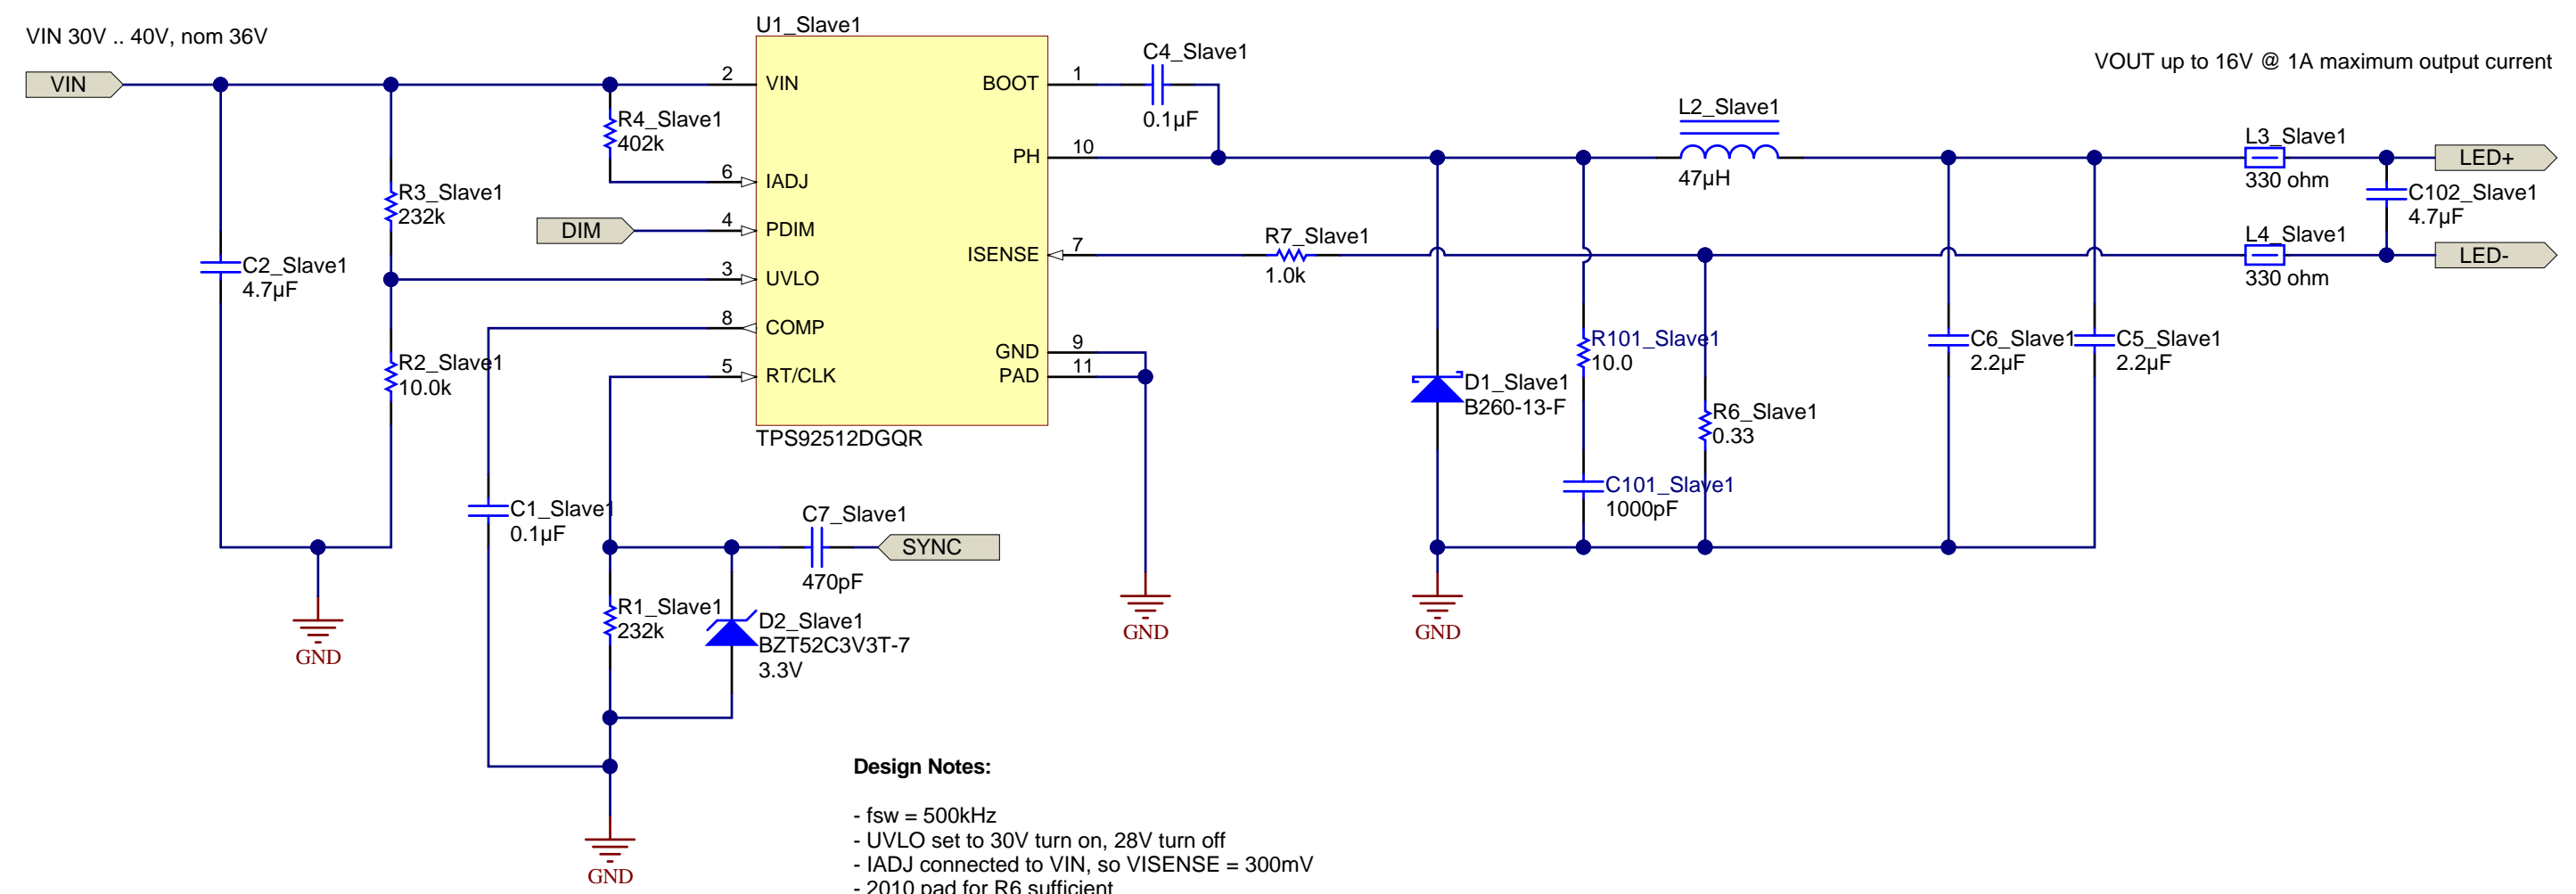 VIN 30V .. 40V, nom 36V
VOUT up to 16V @ 1A maximum output current
VIN
C2_Slave1
4.7µF
R3_Slave1
232k
R2_Slave1
10.0k
GND
R4_Slave1
402k
DIM
U1_Slave1
2
VIN
6
IADJ
4
PDIM
3
UVLO
8
COMP
5
RT/CLK
BOOT
1
PH
10
ISENSE
7
GND
9
PAD
11
TPS92512DGQR
C4_Slave1
0.1µF
R7_Slave1
1.0k
GND
C1_Slave1
0.1µF
C7_Slave1
470pF
SYNC
R1_Slave1
232k
D2_Slave1
BZT52C3V3T-7
3.3V
GND
D1_Slave1
B260-13-F
GND
R101_Slave1
10.0
C101_Slave1
1000pF
L2_Slave1
47µH
R6_Slave1
0.33
C6_Slave1
2.2µF
C5_Slave1
2.2µF
L3_Slave1
330 ohm
L4_Slave1
330 ohm
C102_Slave1
4.7µF
LED+
LED-
Design Notes:
- fsw = 500kHz
- UVLO set to 30V turn on, 28V turn off
- IADJ connected to VIN, so VISENSE = 300mV
- 2010 pad for R6 sufficient